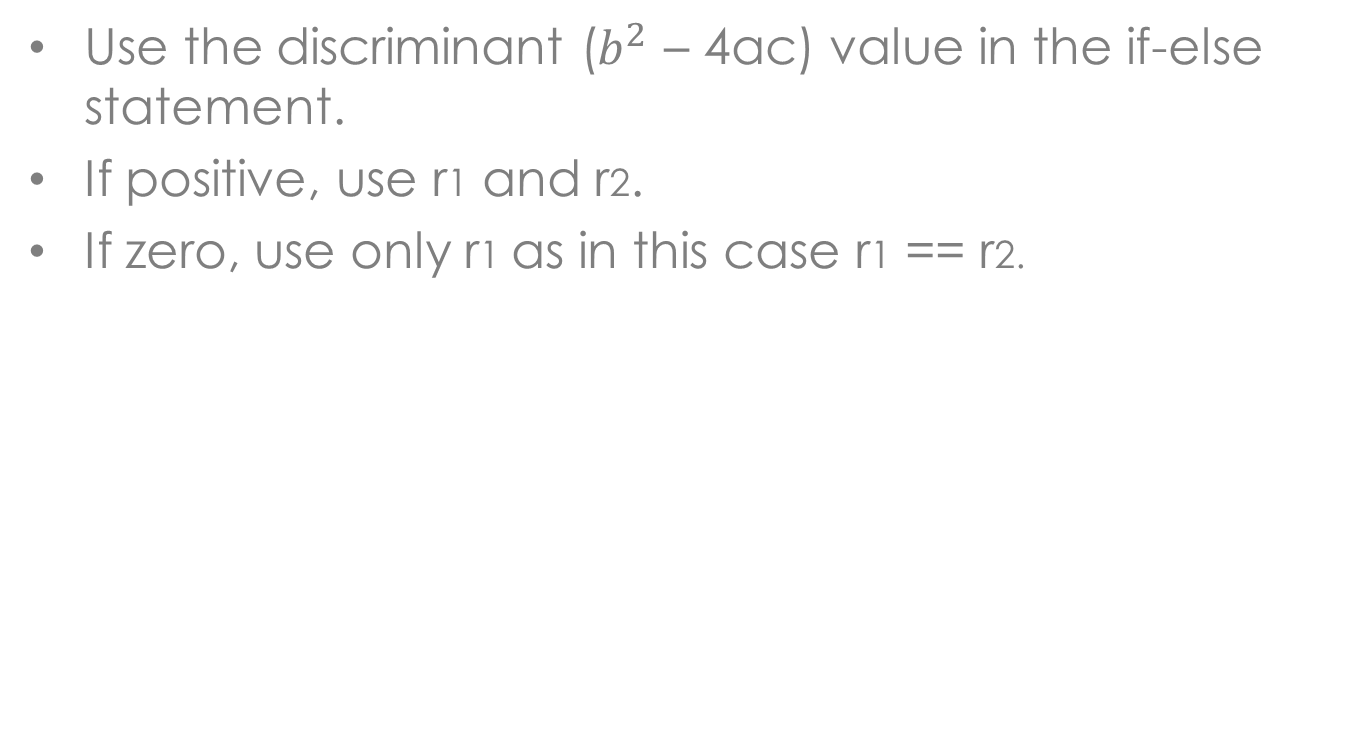 • Use the discriminant (𝑏² – 4ac) value in the if-else
statement.
• If positive, use r1 and r2.
• If zero, use only r1 as in this case r1 == r2.